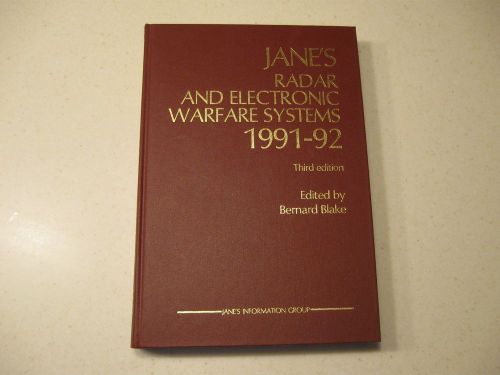 JANE'S
RADAR
AND ELECTRONIC
WARFARE SYSTEMS
1991-92
Third edition
Edited by
Bernard Blake
JANE'S INFORMATION GROUP